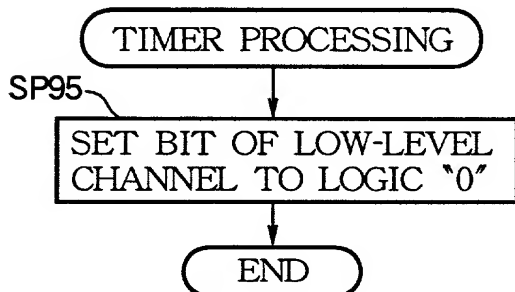 TIMER PROCESSING
SP95
SET BIT OF LOW-LEVEL
CHANNEL TO LOGIC "0"
END